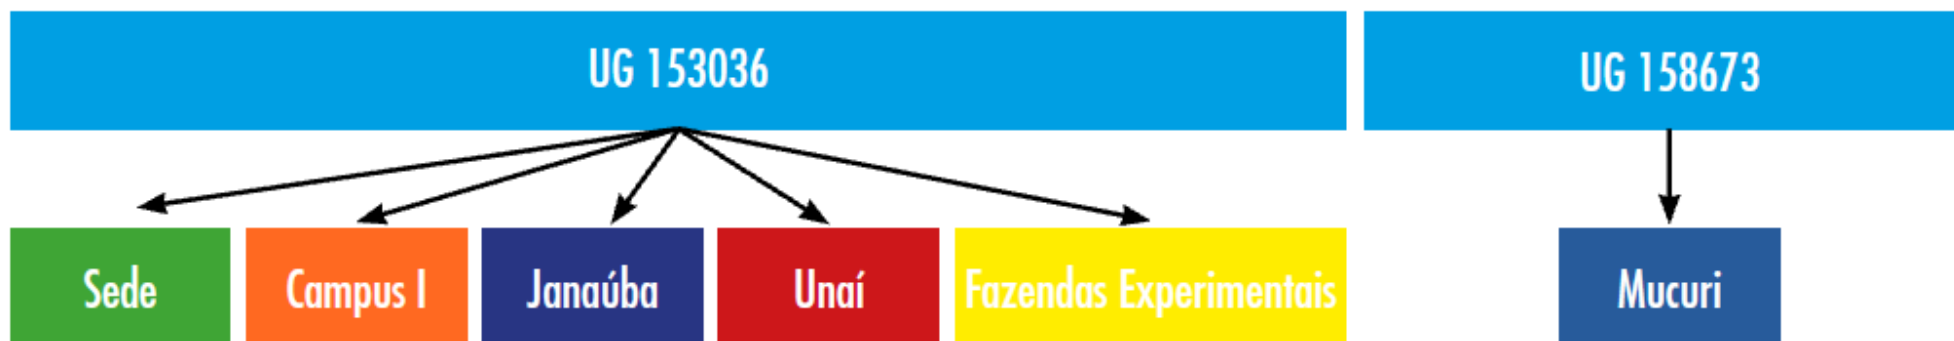 UG 153036
UG 158673
Sede
Campus I
Janaúba
Unaí
Fazendas Experimentais
Mucuri